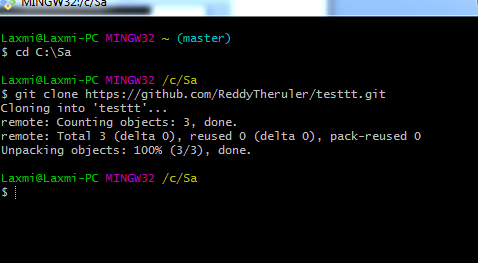 MINGW32:/c/Sa
Laxmi@Laxmi-PC MINGW32 ~ (master)
$ cd C:\Sa
Laxmi@Laxmi-PC MINGW32 /c/Sa
$ git clone https://github.com/ReddyTheruler/testtt.git
Cloning into 'testtt'...
remote: Counting objects: 3, done.
remote: Total 3 (delta 0), reused 0 (delta 0), pack-reused 0
Unpacking objects: 100% (3/3), done.
Laxmi@Laxmi-PC MINGW32 /c/Sa
$